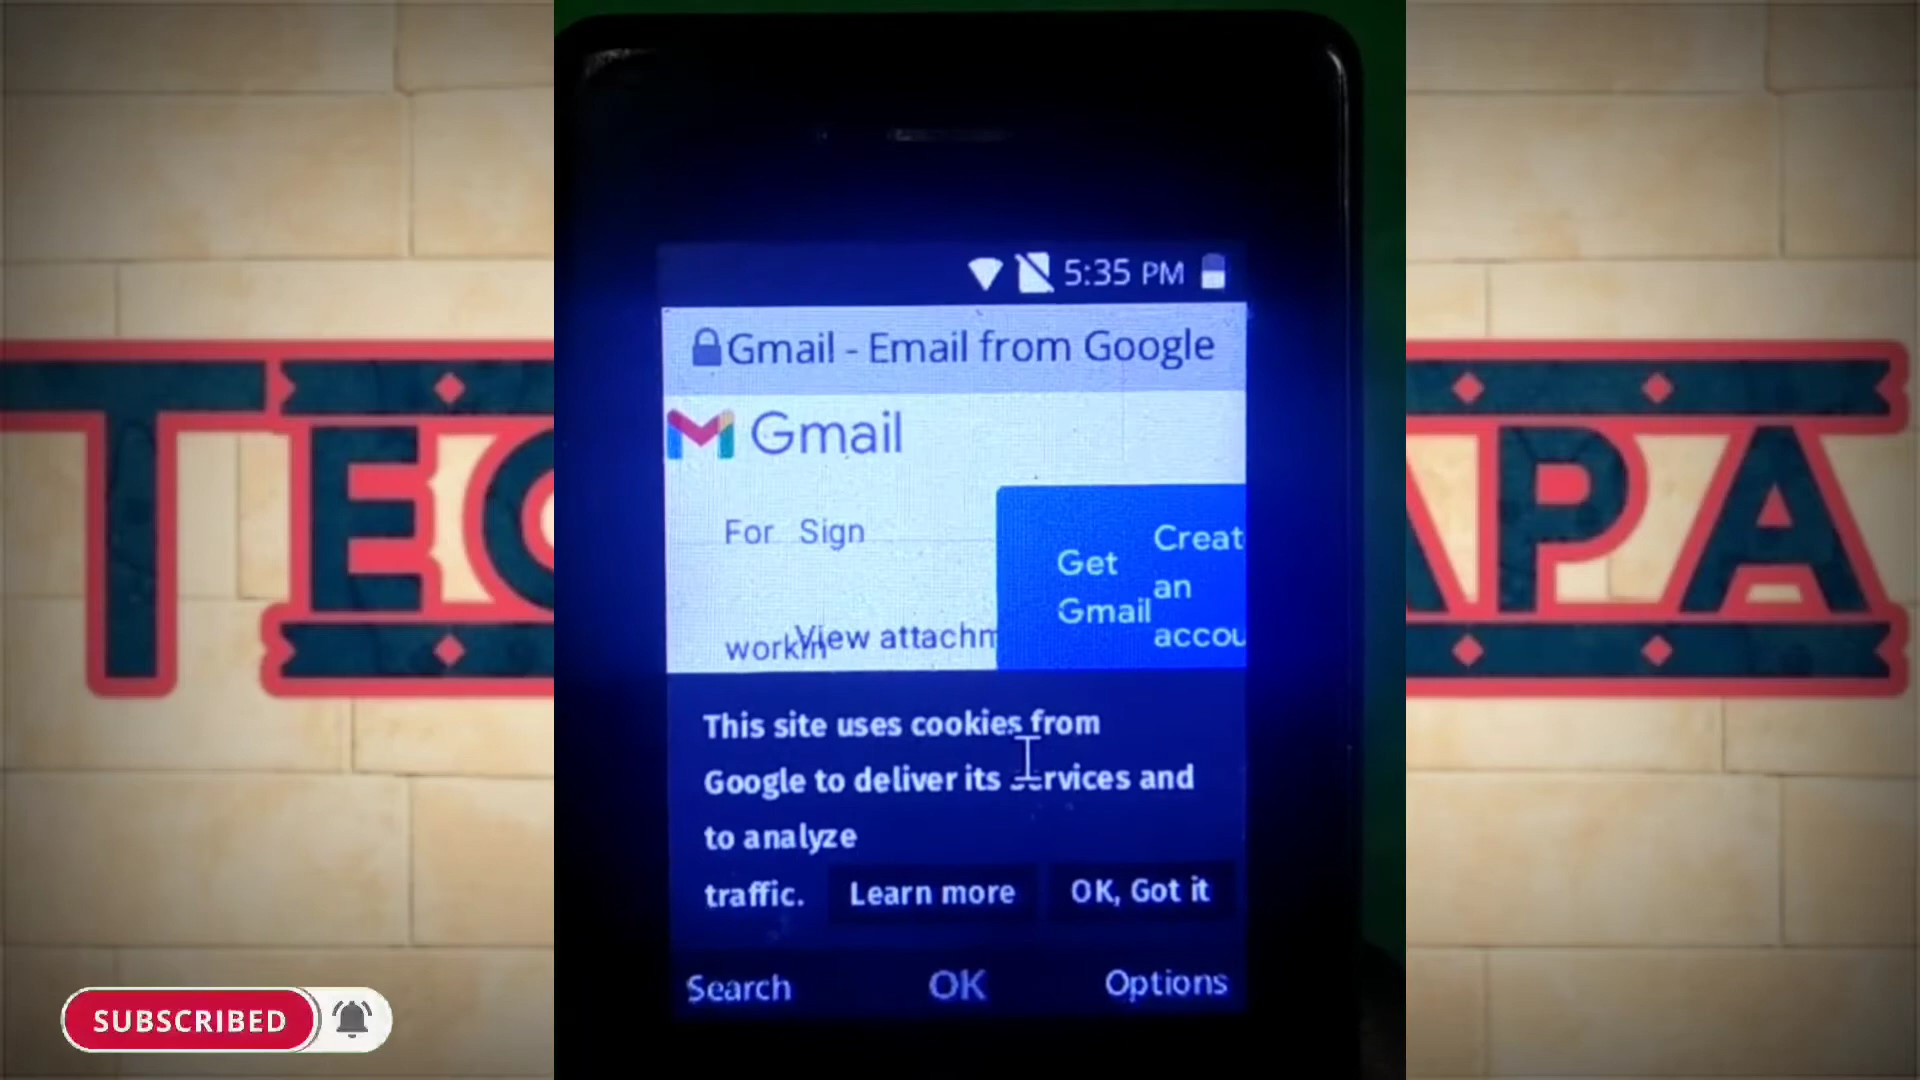 5:35 PM
Gmail - Email from Google
Gmail
For Sign
Get
Gmail
Creat
an
accou
workin
View attachm
This site uses cookies from
Google to deliver its services and
to analyze
traffic. Learn more OK, Got it
Search OK Options
TEC
APA
SUBSCRIBED